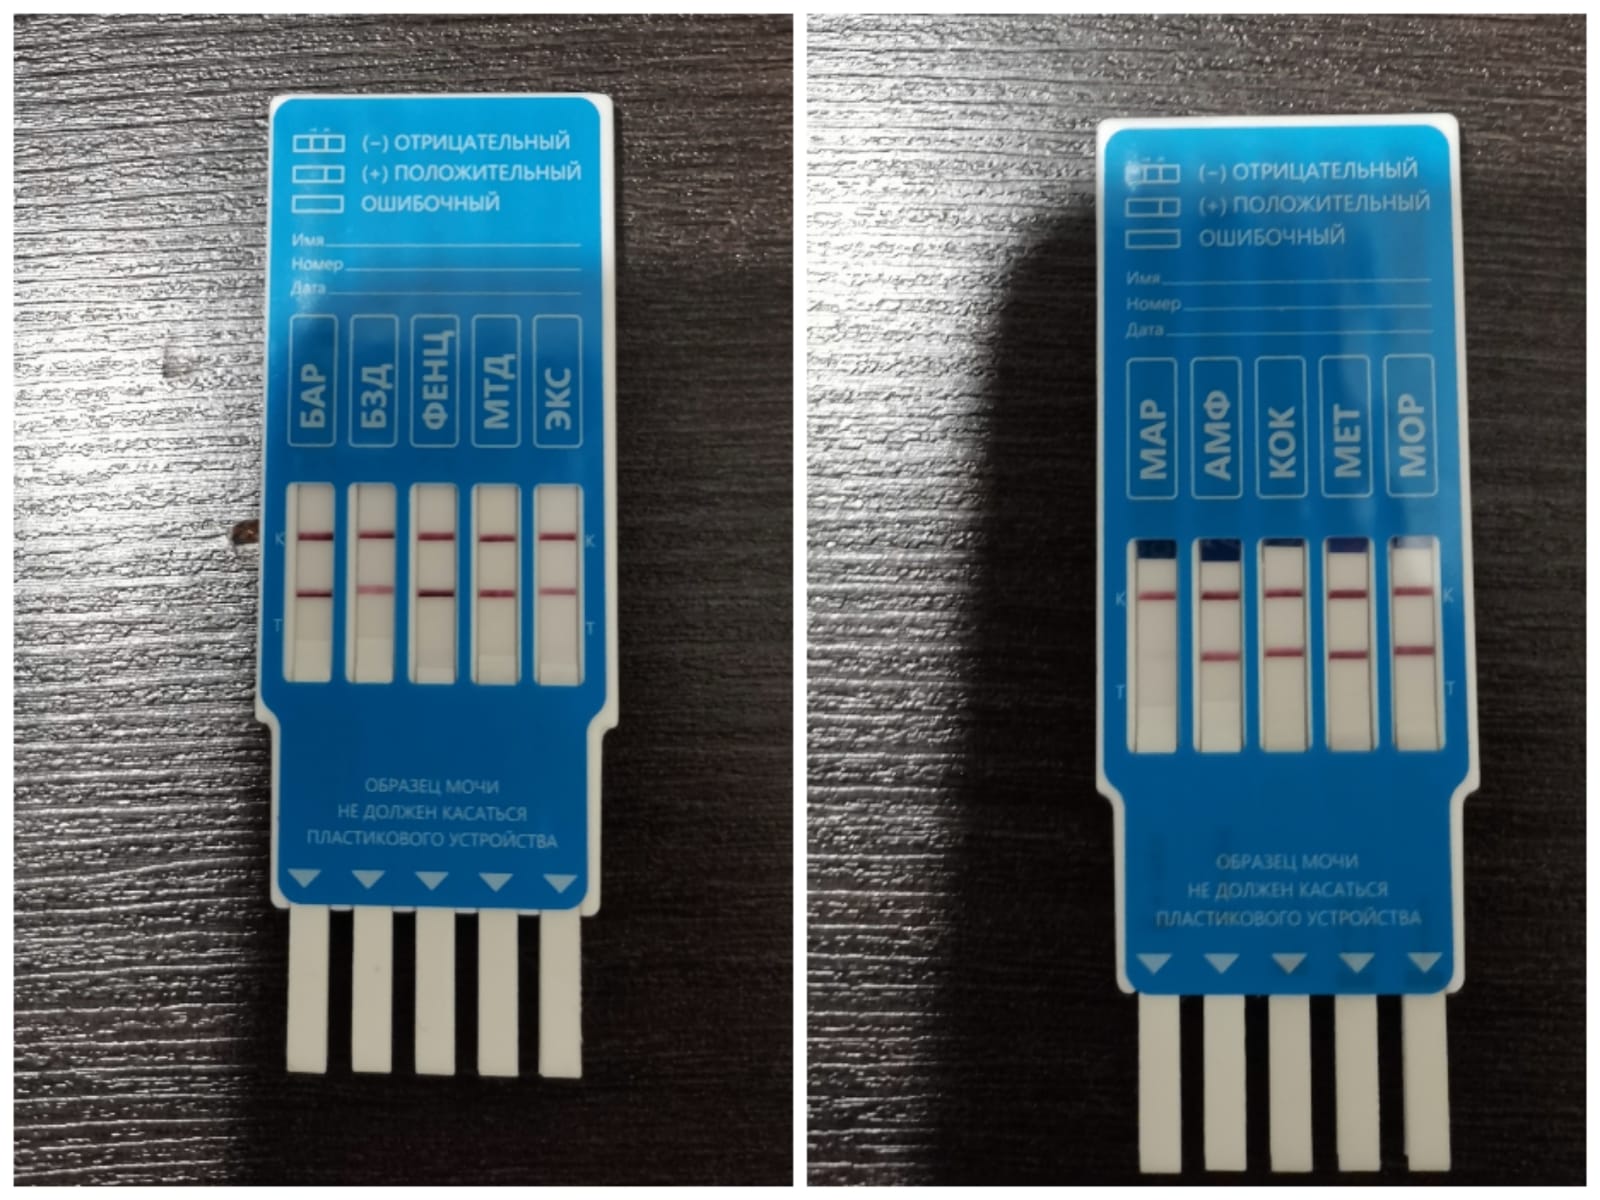 (−) ОТРИЦАТЕЛЬНЫЙ
(+) ПОЛОЖИТЕЛЬНЫЙ
ОШИБОЧНЫЙ
Имя
Номер
Дата
БАР БЗД ФЕНЦ МТД ЭКС
К К
Т Т
ОБРАЗЕЦ МОЧИ
НЕ ДОЛЖЕН КАСАТЬСЯ
ПЛАСТИКОВОГО УСТРОЙСТВА
(−) ОТРИЦАТЕЛЬНЫЙ
(+) ПОЛОЖИТЕЛЬНЫЙ
ОШИБОЧНЫЙ
Имя
Номер
Дата
МАР АМФ КОК МЕТ МОР
К К
Т Т
ОБРАЗЕЦ МОЧИ
НЕ ДОЛЖЕН КАСАТЬСЯ
ПЛАСТИКОВОГО УСТРОЙСТВА